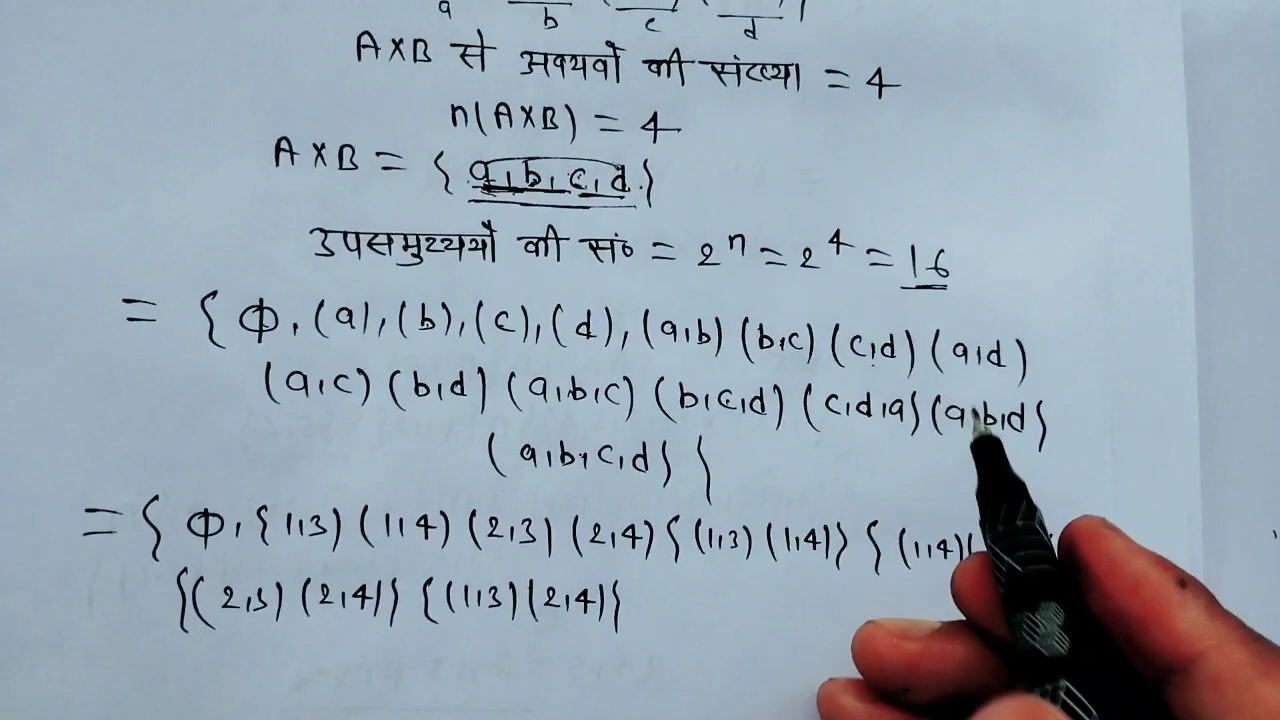 a b c d
A×B से अवयवों की संख्या = 4
n(A×B) = 4
A×B = { a,b,c,d }
उपसमुच्ययों की सं० = 2ⁿ = 2⁴ = 16
= { Φ, (a), (b), (c), (d), (a,b) (b,c) (c,d) (a,d)
(a,c) (b,d) (a,b,c) (b,c,d) (c,d,a} (a,b,d}
(a,b,c,d} }
= { Φ, {1,3) (1,4) (2,3) (2,4) { (1,3) (1,4)} { (1,4)(
{(2,3) (2,4)} {(1,3)(2,4)}